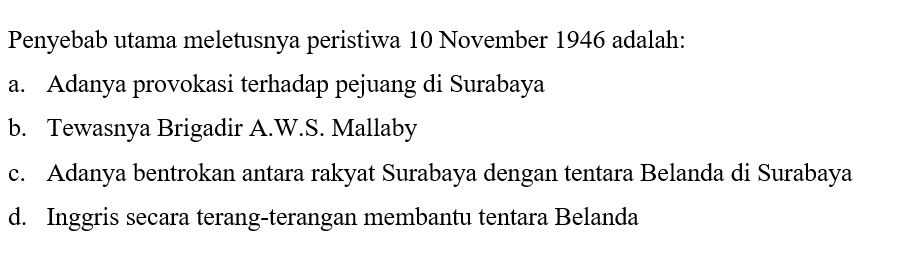 Penyebab utama meletusnya peristiwa 10 November 1946 adalah:
a. Adanya provokasi terhadap pejuang di Surabaya
b. Tewasnya Brigadir A.W.S. Mallaby
c. Adanya bentrokan antara rakyat Surabaya dengan tentara Belanda di Surabaya
d. Inggris secara terang-terangan membantu tentara Belanda